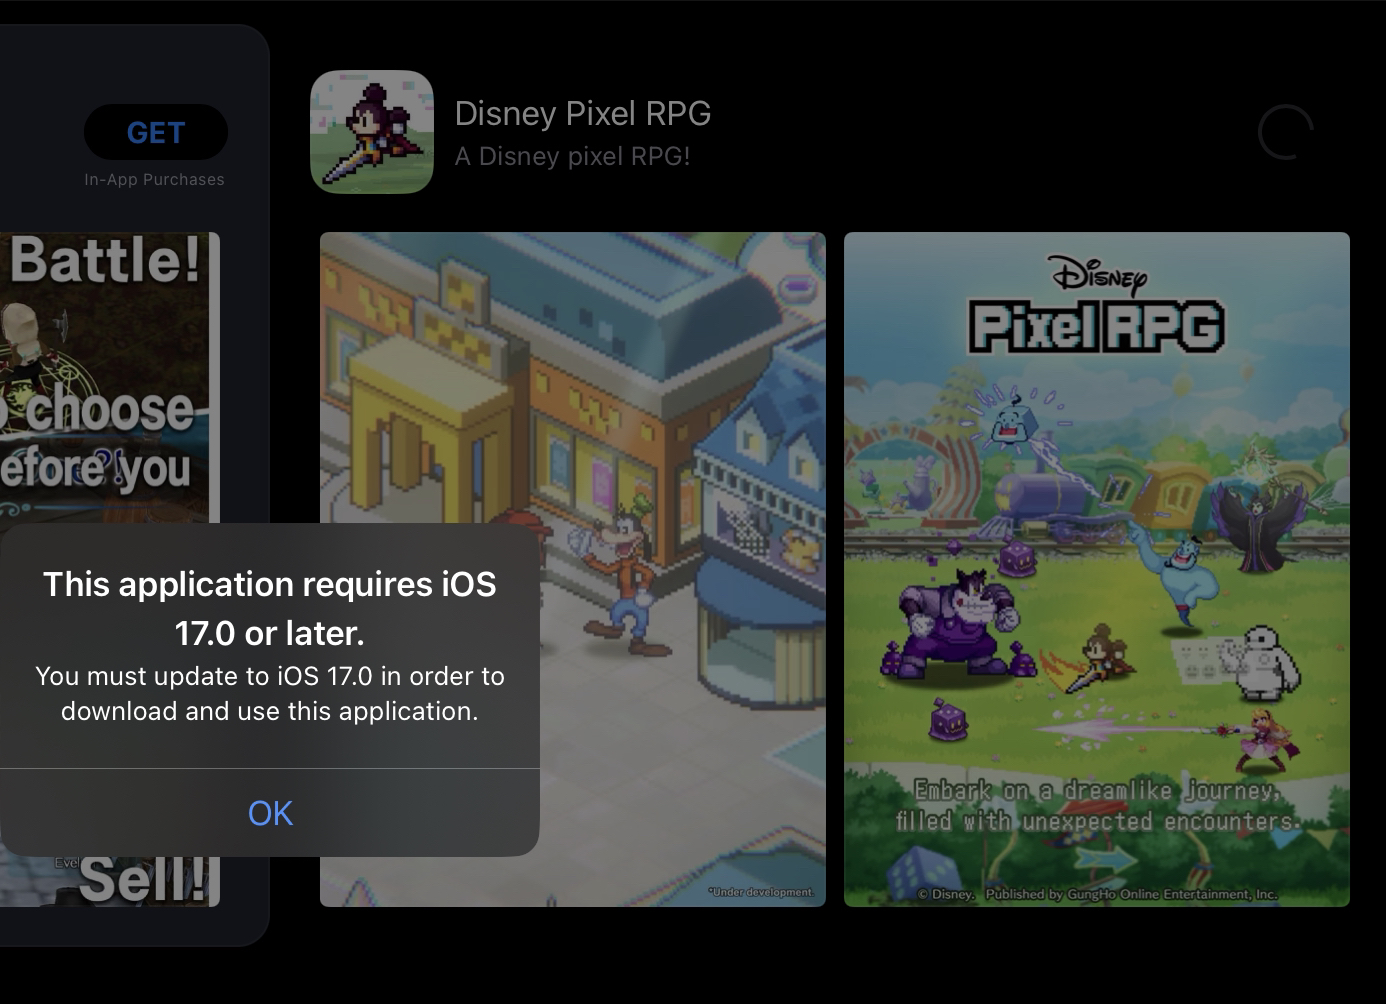 GET
In-App Purchases
Battle!
choose
efore you
Disney Pixel RPG
A Disney pixel RPG!
This application requires iOS
17.0 or later.
You must update to iOS 17.0 in order to
download and use this application.
OK
Sell!
*Under development.
Disney
Pixel RPG
Embark on a dreamlike journey,
filled with unexpected encounters.
© Disney. Published by GungHo Online Entertainment, Inc.